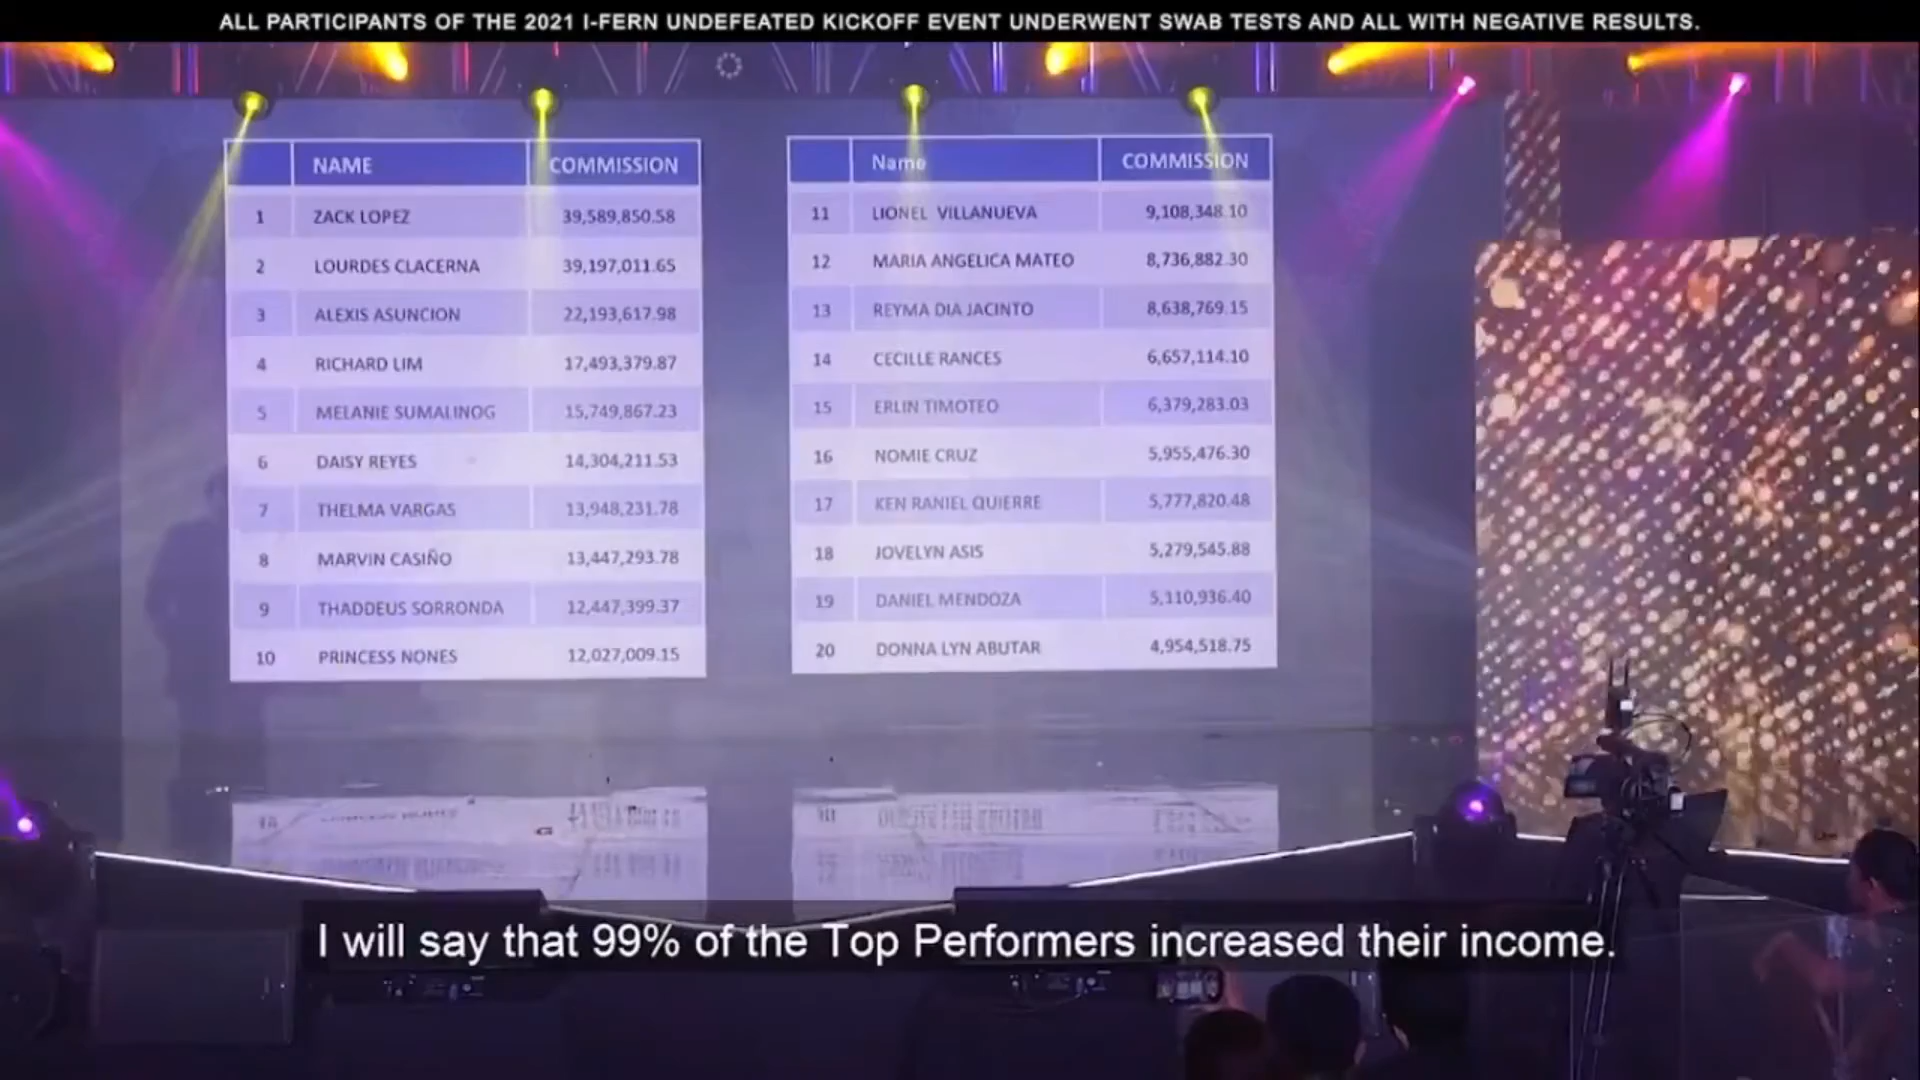 ALL PARTICIPANTS OF THE 2021 I-FERN UNDEFEATED KICKOFF EVENT UNDERWENT SWAB TESTS AND ALL WITH NEGATIVE RESULTS.
NAME COMMISSION
1 ZACK LOPEZ 39,589,850.58
2 LOURDES CLACERNA 39,197,011.65
3 ALEXIS ASUNCION 22,193,617.98
4 RICHARD LIM 17,493,379.87
5 MELANIE SUMALINOG 15,749,867.23
6 DAISY REYES 14,304,211.53
7 THELMA VARGAS 13,948,231.78
8 MARVIN CASIÑO 13,447,293.78
9 THADDEUS SORRONDA 12,447,399.37
10 PRINCESS NONES 12,027,009.15
Name COMMISSION
11 LIONEL VILLANUEVA 9,108,348.10
12 MARIA ANGELICA MATEO 8,736,882.30
13 REYMA DIA JACINTO 8,638,769.15
14 CECILLE RANCES 6,657,114.10
15 ERLIN TIMOTEO 6,379,283.03
16 NOMIE CRUZ 5,955,476.30
17 KEN RANIEL QUIERRE 5,777,820.48
18 JOVELYN ASIS 5,279,545.88
19 DANIEL MENDOZA 5,110,936.40
20 DONNA LYN ABUTAR 4,954,518.75
I will say that 99% of the Top Performers increased their income.